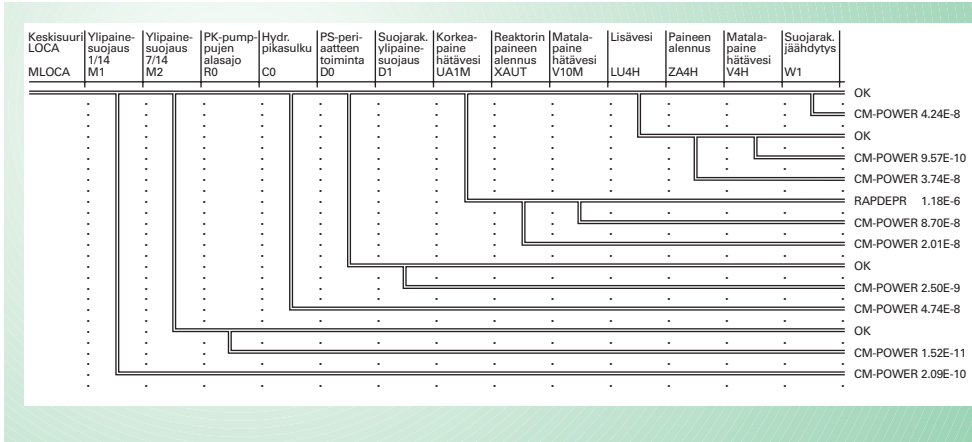 Keskisuuri LOCA MLOCA
Ylipaine-suojaus 1/14 M1
Ylipaine-suojaus 7/14 M2
PK-pump-pujen alasajo R0
Hydr. pikasulku C0
PS-peri-aatteen toiminta D0
Suojarak. ylipaine-suojaus D1
Korkea-paine hätävesi UA1M
Reaktorin paineen alennus XAUT
Matala-paine hätävesi V10M
Lisävesi LU4H
Paineen alennus ZA4H
Matala-paine hätävesi V4H
Suojarak. jäähdytys W1
OK
CM-POWER 4.24E-8
OK
CM-POWER 9.57E-10
CM-POWER 3.74E-8
RAPDEPR 1.18E-6
CM-POWER 8.70E-8
CM-POWER 2.01E-8
OK
CM-POWER 2.50E-9
CM-POWER 4.74E-8
OK
CM-POWER 1.52E-11
CM-POWER 2.09E-10